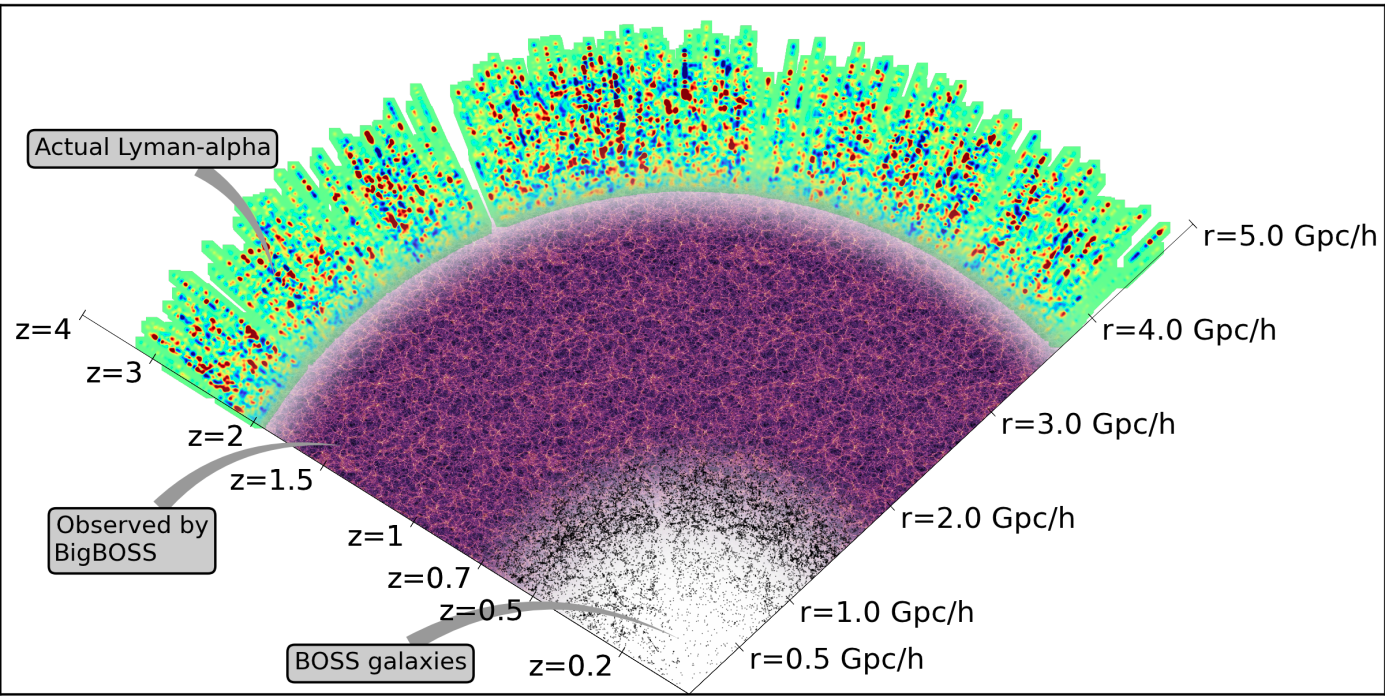 Actual Lyman-alpha
r=5.0 Gpc/h
z=4
r=4.0 Gpc/h
z=3
r=3.0 Gpc/h
z=2
z=1.5
Observed by
BigBOSS
r=2.0 Gpc/h
z=1
z=0.7
z=0.5
r=1.0 Gpc/h
BOSS galaxies
z=0.2
r=0.5 Gpc/h